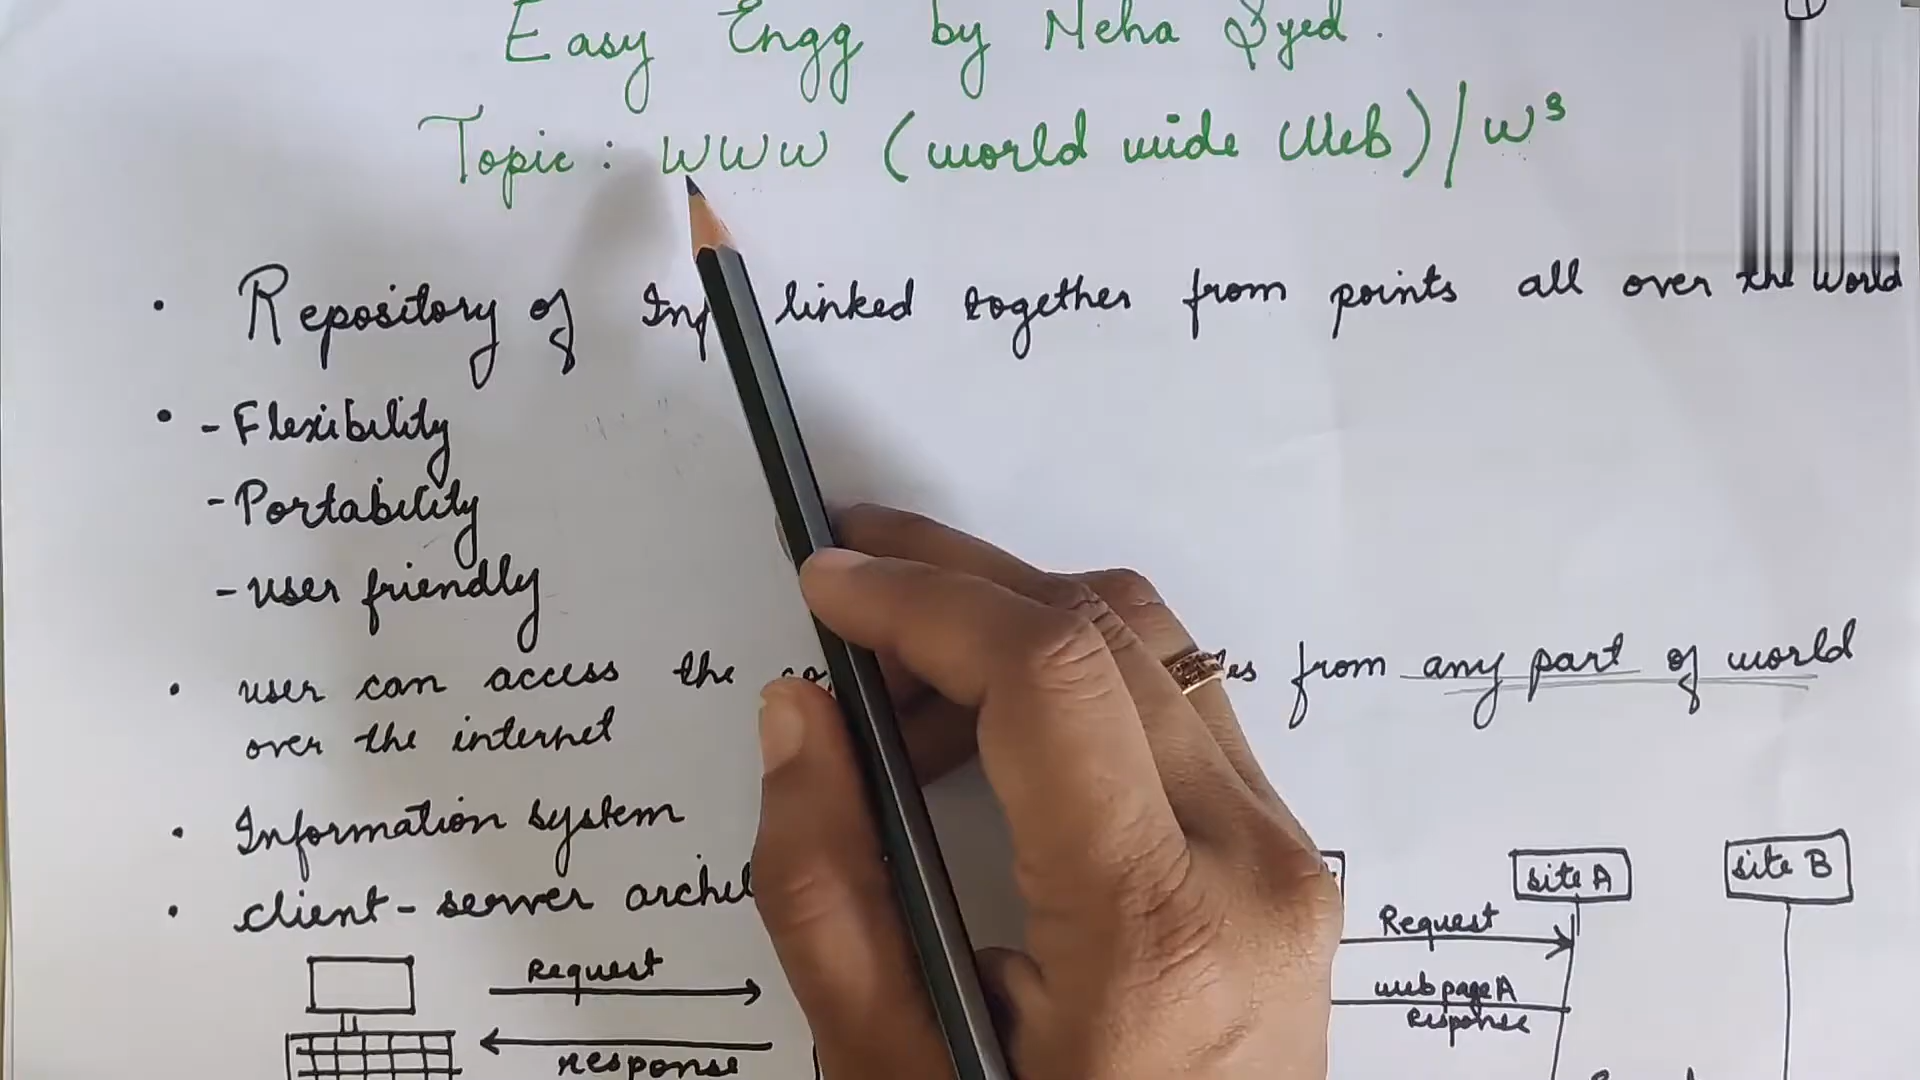 Easy Engg by Neha Syed.
Topic: WWW (world wide Web) / W³
• Repository of Inf linked together from points all over the World
• - Flexibility
- Portability
- user friendly
• user can access the from any part of world
over the internet
• Information system
• client - server
site A
site B
Request
Request
web page A
Response
response